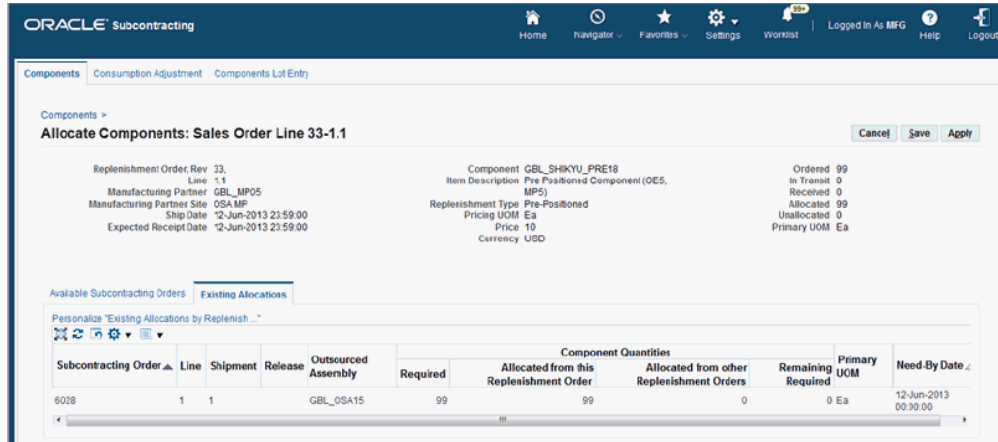 ORACLE® Subcontracting
Home
Navigator
Favorites
Settings
99+
Worklist
Logged In As MFG
Help
Logout
Components Consumption Adjustment Components Lot Entry
Components >
Allocate Components: Sales Order Line 33-1.1
Cancel Save Apply
Replenishment Order, Rev 33,
Line 1.1
Manufacturing Partner GBL_MP05
Manufacturing Partner Site OSAMP
Ship Date 12-Jun-2013 23:59:00
Expected Receipt Date 12-Jun-2013 23:59:00
Component GBL_SHIKYU_PRE18
Item Description Pre Positioned Component (OE5,
MP5)
Replenishment Type Pre-Positioned
Pricing UOM Ea
Price 10
Currency USD
Ordered 99
In Transit 0
Received 0
Allocated 99
Unallocated 0
Primary UOM Ea
Available Subcontracting Orders Existing Allocations
Personalize "Existing Allocations by Replenish..."
Component Quantities
Subcontracting Order Line Shipment Release Outsourced Assembly Required Allocated from this Replenishment Order Allocated from other Replenishment Orders Remaining Required Primary UOM Need-By Date
6028 1 1 GBL_OSA15 99 99 0 0 Ea 12-Jun-2013
00:00:00